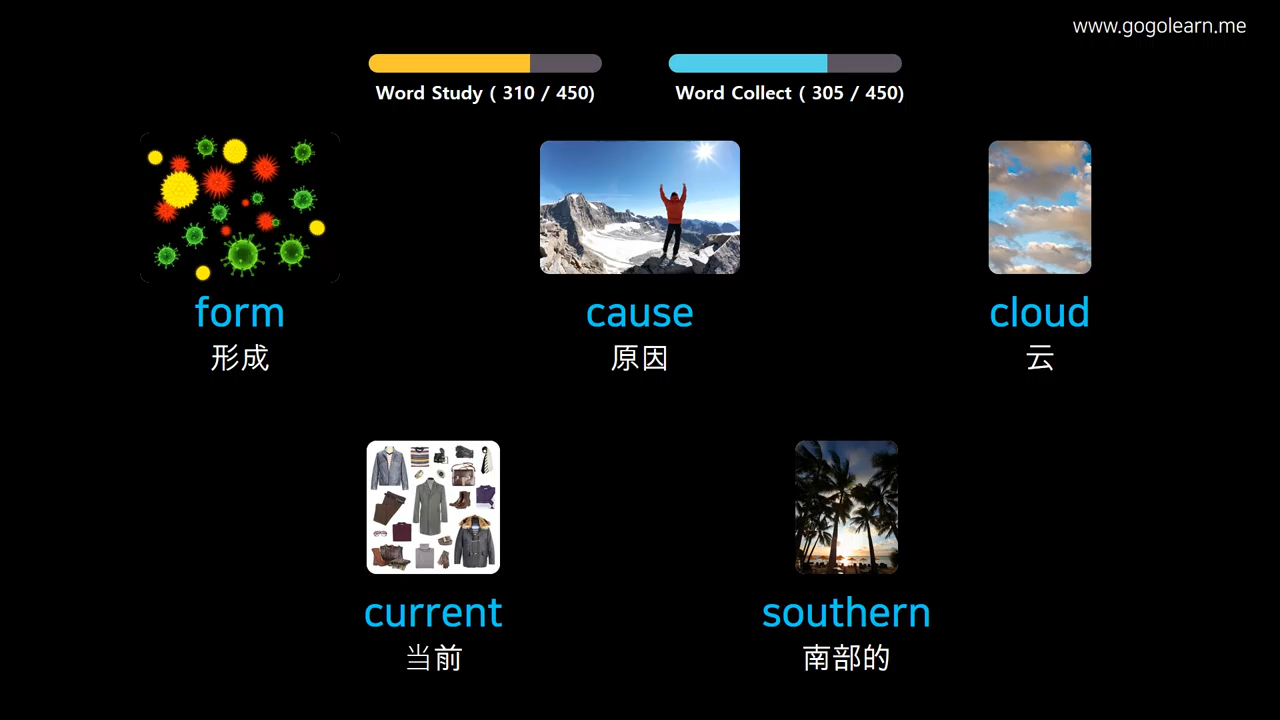 www.gogolearn.me
Word Study ( 310 / 450)
Word Collect ( 305 / 450)
form
形成
cause
原因
cloud
云
current
当前
southern
南部的